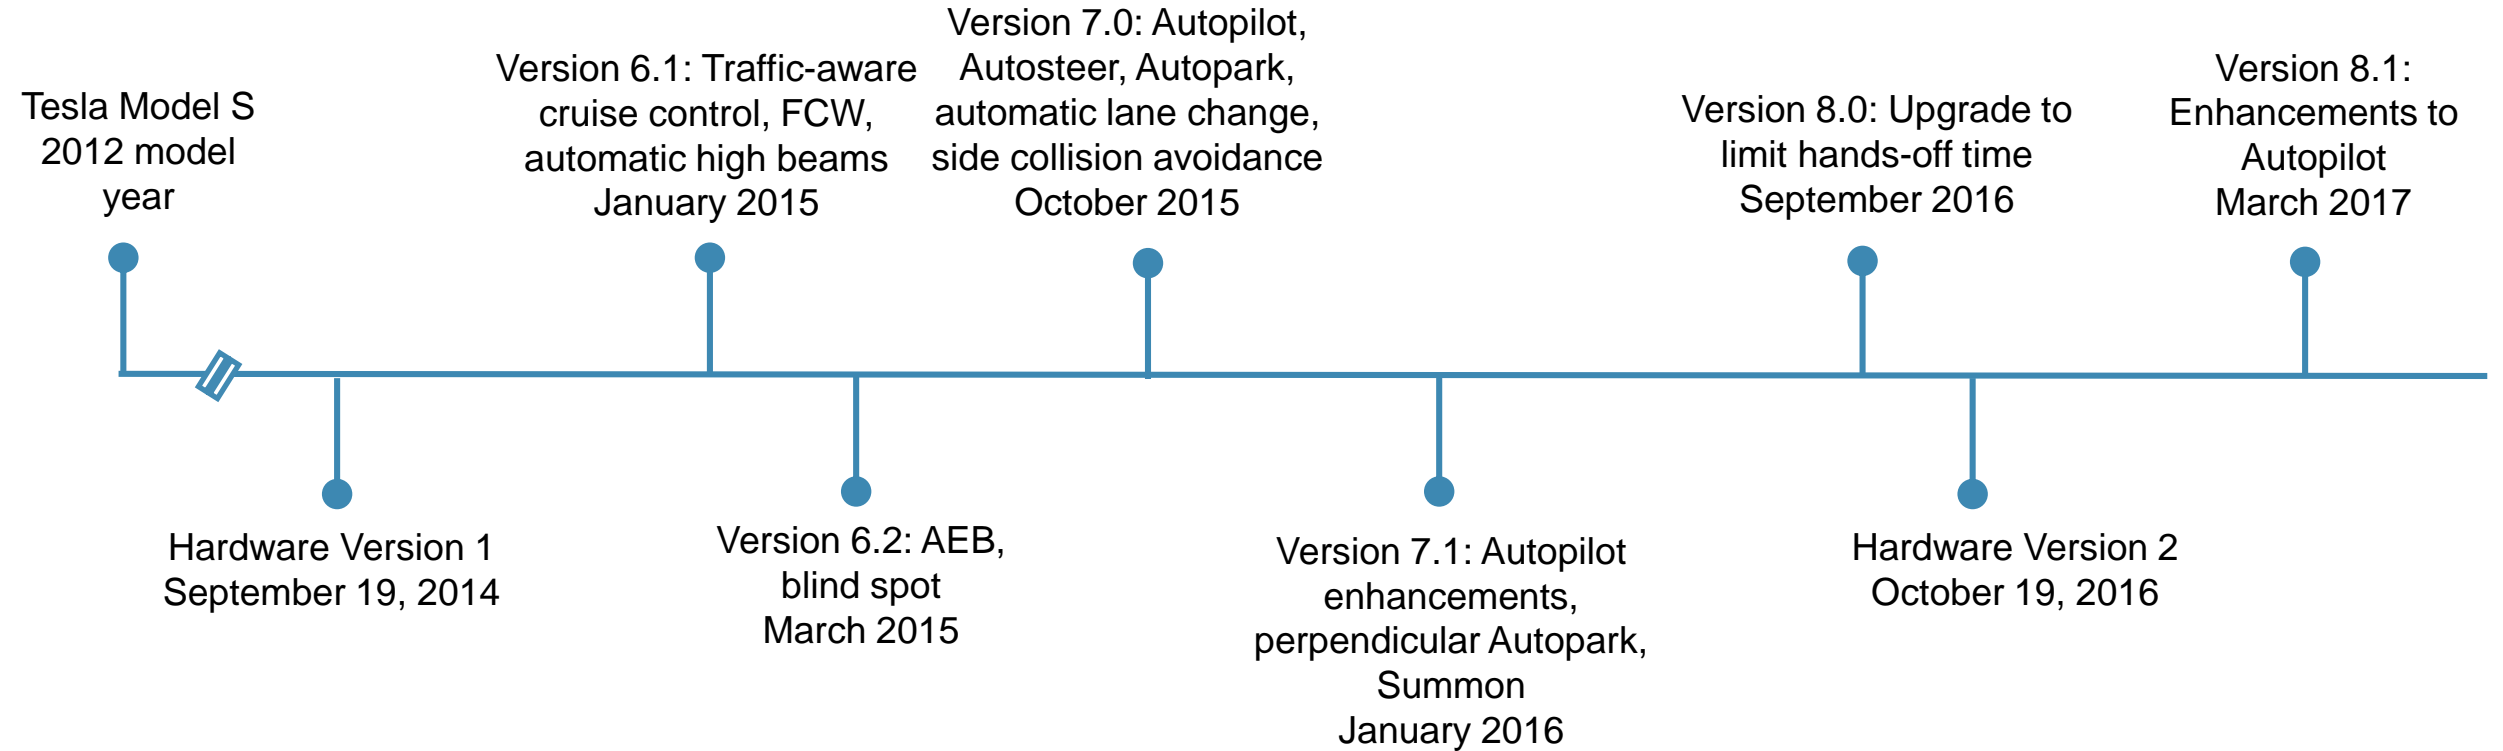 Tesla Model S
2012 model
year
Hardware Version 1
September 19, 2014
Version 6.1: Traffic-aware
cruise control, FCW,
automatic high beams
January 2015
Version 6.2: AEB,
blind spot
March 2015
Version 7.0: Autopilot,
Autosteer, Autopark,
automatic lane change,
side collision avoidance
October 2015
Version 7.1: Autopilot
enhancements,
perpendicular Autopark,
Summon
January 2016
Version 8.0: Upgrade to
limit hands-off time
September 2016
Hardware Version 2
October 19, 2016
Version 8.1:
Enhancements to
Autopilot
March 2017